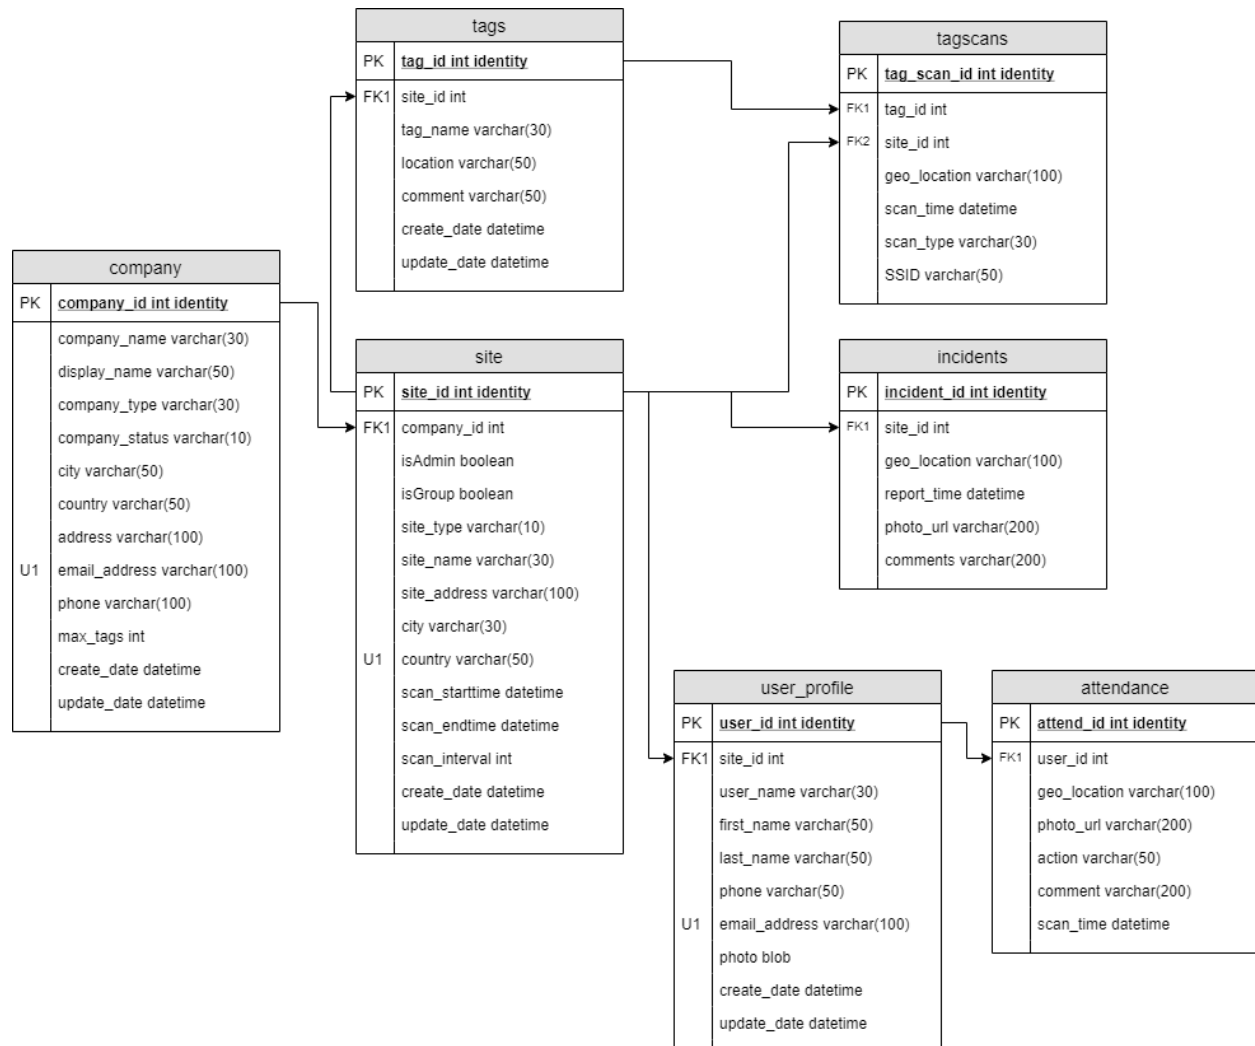 tags
PK tag_id int identity
FK1 site_id int
tag_name varchar(30)
location varchar(50)
comment varchar(50)
create_date datetime
update_date datetime
tagscans
PK tag_scan_id int identity
FK1 tag_id int
FK2 site_id int
geo_location varchar(100)
scan_time datetime
scan_type varchar(30)
SSID varchar(50)
company
PK company_id int identity
company_name varchar(30)
display_name varchar(50)
company_type varchar(30)
company_status varchar(10)
city varchar(50)
country varchar(50)
address varchar(100)
U1 email_address varchar(100)
phone varchar(100)
max_tags int
create_date datetime
update_date datetime
site
PK site_id int identity
FK1 company_id int
isAdmin boolean
isGroup boolean
site_type varchar(10)
site_name varchar(30)
site_address varchar(100)
city varchar(30)
U1 country varchar(50)
scan_starttime datetime
scan_endtime datetime
scan_interval int
create_date datetime
update_date datetime
incidents
PK incident_id int identity
FK1 site_id int
geo_location varchar(100)
report_time datetime
photo_url varchar(200)
comments varchar(200)
user_profile
PK user_id int identity
FK1 site_id int
user_name varchar(30)
first_name varchar(50)
last_name varchar(50)
phone varchar(50)
U1 email_address varchar(100)
photo blob
create_date datetime
update_date datetime
attendance
PK attend_id int identity
FK1 user_id int
geo_location varchar(100)
photo_url varchar(200)
action varchar(50)
comment varchar(200)
scan_time datetime